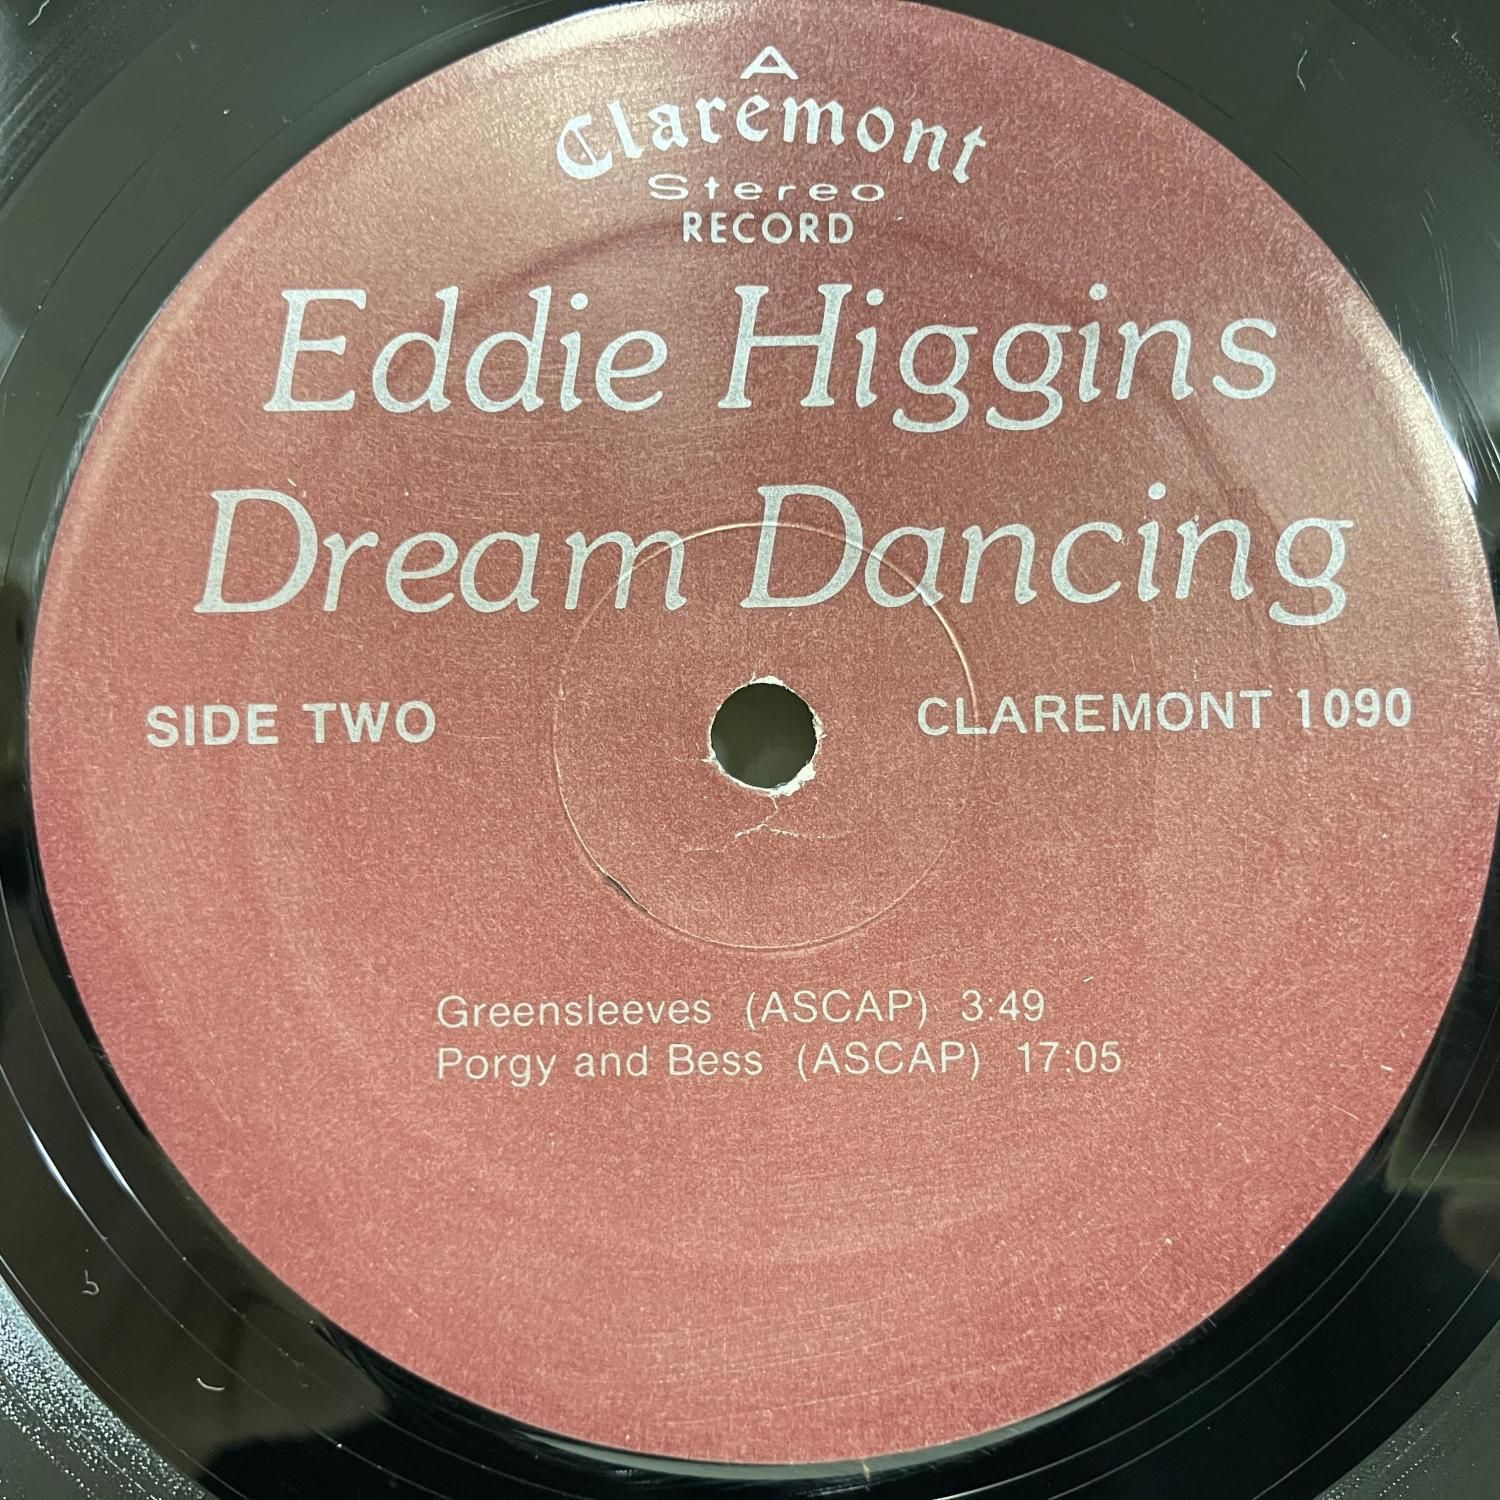 A
Claremont
Stereo
RECORD
Eddie Higgins
Dream Dancing
SIDE TWO CLAREMONT 1090
Greensleeves (ASCAP) 3:49
Porgy and Bess (ASCAP) 17:05